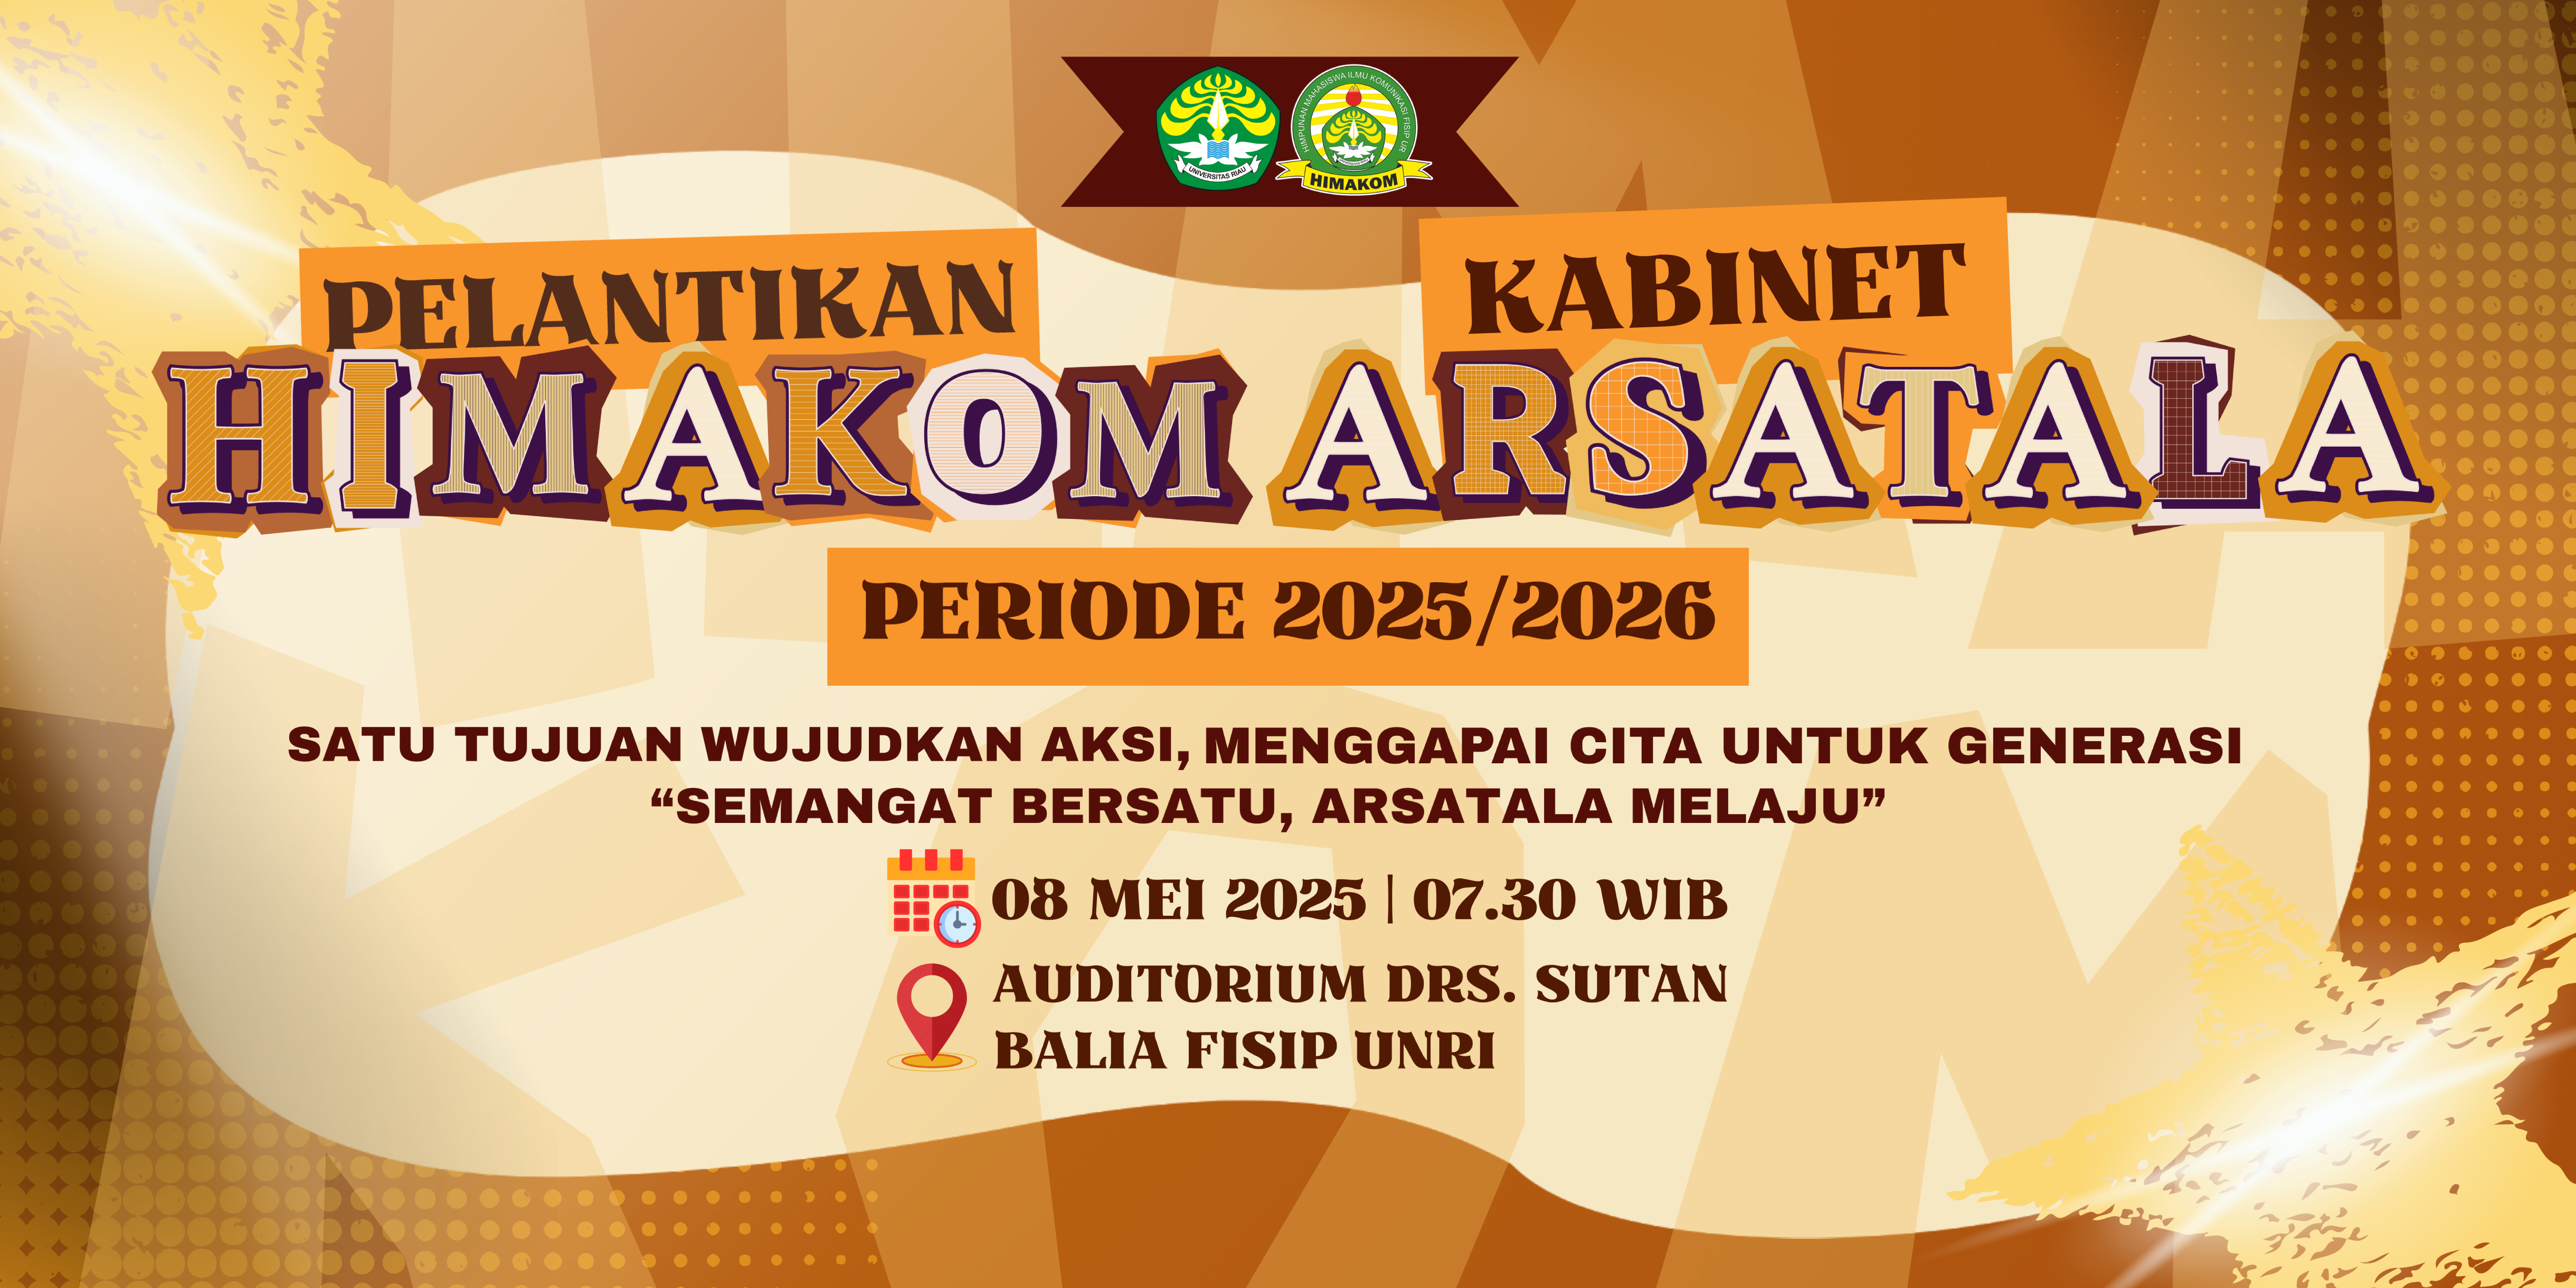 UNIVERSITAS RIAU
HIMPUNAN MAHASISWA ILMU KOMUNIKASI FISIP UR
HIMAKOM
PELANTIKAN KABINET
HIMAKOM ARSATALA
PERIODE 2025/2026
SATU TUJUAN WUJUDKAN AKSI, MENGGAPAI CITA UNTUK GENERASI
“SEMANGAT BERSATU, ARSATALA MELAJU”
08 MEI 2025 | 07.30 WIB
AUDITORIUM DRS. SUTAN
BALIA FISIP UNRI